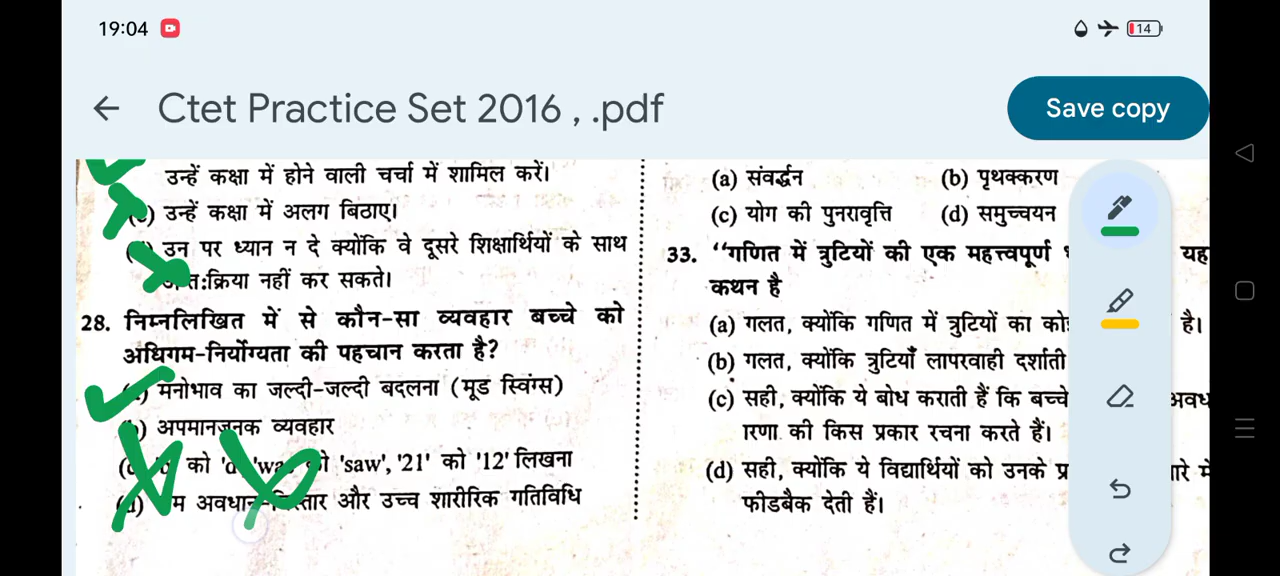 19:04
14
Ctet Practice Set 2016 , .pdf
Save copy
उन्हें कक्षा में होने वाली चर्चा में शामिल करें।
) उन्हें कक्षा में अलग बिठाए।
उन पर ध्यान न दे क्योंकि वे दूसरे शिक्षार्थियों के साथ
अंत:क्रिया नहीं कर सकते।
28. निम्नलिखित में से कौन-सा व्यवहार बच्चे को
अधिगम-निर्योग्यता की पहचान करता है?
) मनोभाव का जल्दी-जल्दी बदलना (मूड स्विंग्स)
) अपमानजनक व्यवहार
को 'saw', '21' को '12' लिखना
अवधान-विस्तार और उच्च शारीरिक गतिविधि
(a) संवर्द्धन (b) पृथक्करण
(c) योग की पुनरावृत्ति (d) समुच्चयन
33. ‘‘गणित में त्रुटियों की एक महत्त्वपूर्ण यह
कथन है
(a) गलत, क्योंकि गणित में त्रुटियों का है।
(b) गलत, क्योंकि त्रुटियाँ लापरवाही दर्शाती
(c) सही, क्योंकि ये बोध कराती हैं कि बच्चे अवध
रणा की किस प्रकार रचना करते हैं।
(d) सही, क्योंकि ये विद्यार्थियों को उनके में
फीडबैक देती हैं।